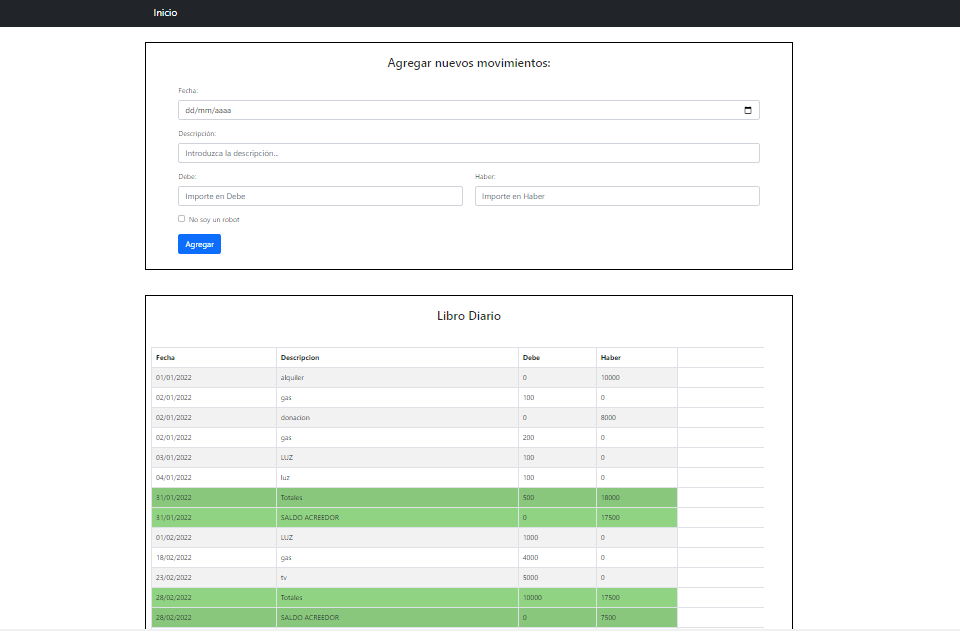 Inicio
Agregar nuevos movimientos:
Fecha:
dd/mm/aaaa
Descripción:
Introduzca la descripción...
Debe: Haber:
Importe en Debe Importe en Haber
No soy un robot
Agregar
Libro Diario
Fecha Descripcion Debe Haber
01/01/2022 alquiler 0 10000
02/01/2022 gas 100 0
02/01/2022 donacion 0 8000
02/01/2022 gas 200 0
03/01/2022 LUZ 100 0
04/01/2022 luz 100 0
31/01/2022 Totales 500 18000
31/01/2022 SALDO ACREEDOR 0 17500
01/02/2022 LUZ 1000 0
18/02/2022 gas 4000 0
23/02/2022 tv 5000 0
28/02/2022 Totales 10000 17500
28/02/2022 SALDO ACREEDOR 0 7500